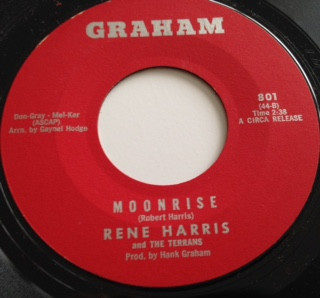 GRAHAM
Don-Gray - Mel-Kar
(ASCAP)
Arr. by Gaynel Hodge
801
(44-B)
Time 2:38
A CIRCA RELEASE
MOONRISE
(Robert Harris)
RENE HARRIS
and THE TERRANS
Prod. by Hank Graham